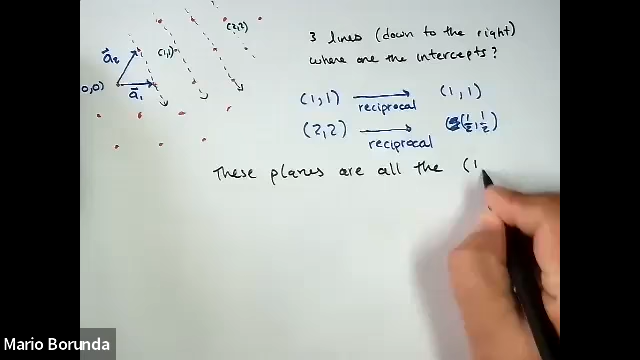 (2,2)
(1,1)
0,0)
a₂
a₁
3 lines (down to the right)
where are the intercepts?
(1,1) reciprocal (1,1)
(2,2) reciprocal (½,½)
These planes are all the (1
Mario Borunda